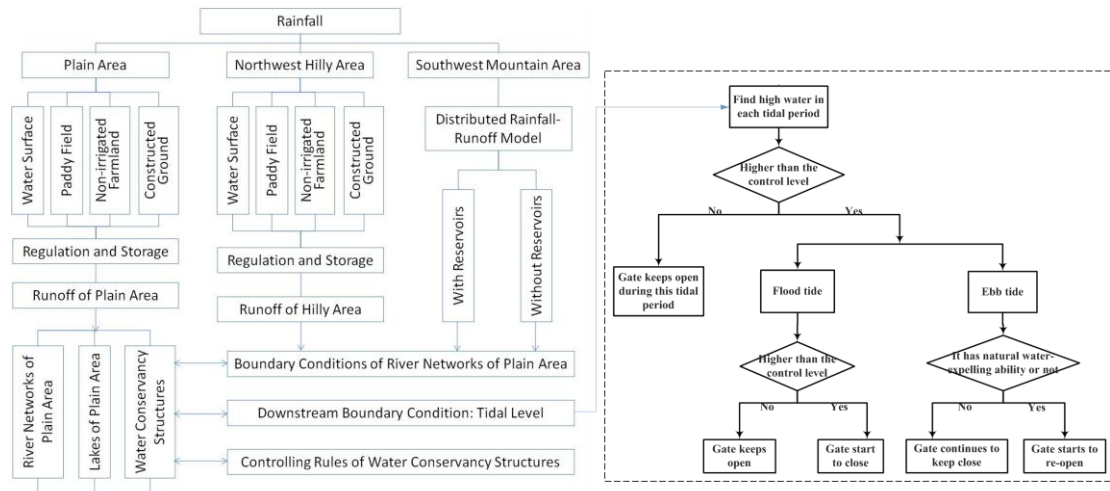 Rainfall
Plain Area
Northwest Hilly Area
Southwest Mountain Area
Water Surface
Paddy Field
Non-irrigated
Farmland
Constructed
Ground
Water Surface
Paddy Field
Non-irrigated
Farmland
Constructed
Ground
Distributed Rainfall-
Runoff Model
With Reservoirs
Without Reservoirs
Regulation and Storage
Regulation and Storage
Runoff of Plain Area
Runoff of Hilly Area
River Networks of
Plain Area
Lakes of Plain Area
Water Conservancy
Structures
Boundary Conditions of River Networks of Plain Area
Downstream Boundary Condition: Tidal Level
Controlling Rules of Water Conservancy Structures
Find high water in
each tidal period
Higher than the
control level
No
Yes
Gate keeps open
during this tidal
period
Flood tide
Ebb tide
Higher than the
control level
It has natural water-
expelling ability or not
No
Yes
No
Yes
Gate keeps
open
Gate start
to close
Gate continues to
keep close
Gate starts to
re-open